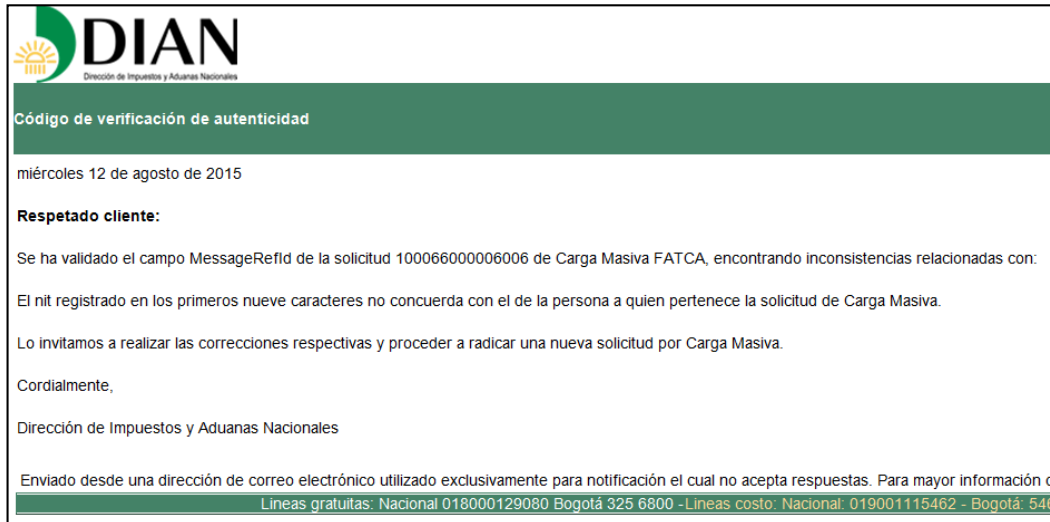 DIAN
Dirección de Impuestos y Aduanas Nacionales
Código de verificación de autenticidad
miércoles 12 de agosto de 2015
Respetado cliente:
Se ha validado el campo MessageRefId de la solicitud 100066000006006 de Carga Masiva FATCA, encontrando inconsistencias relacionadas con:
El nit registrado en los primeros nueve caracteres no concuerda con el de la persona a quien pertenece la solicitud de Carga Masiva.
Lo invitamos a realizar las correcciones respectivas y proceder a radicar una nueva solicitud por Carga Masiva.
Cordialmente,
Dirección de Impuestos y Aduanas Nacionales
Enviado desde una dirección de correo electrónico utilizado exclusivamente para notificación el cual no acepta respuestas. Para mayor información
Lineas gratuitas: Nacional 018000129080 Bogotá 325 6800 -Lineas costo: Nacional: 019001115462 - Bogotá: